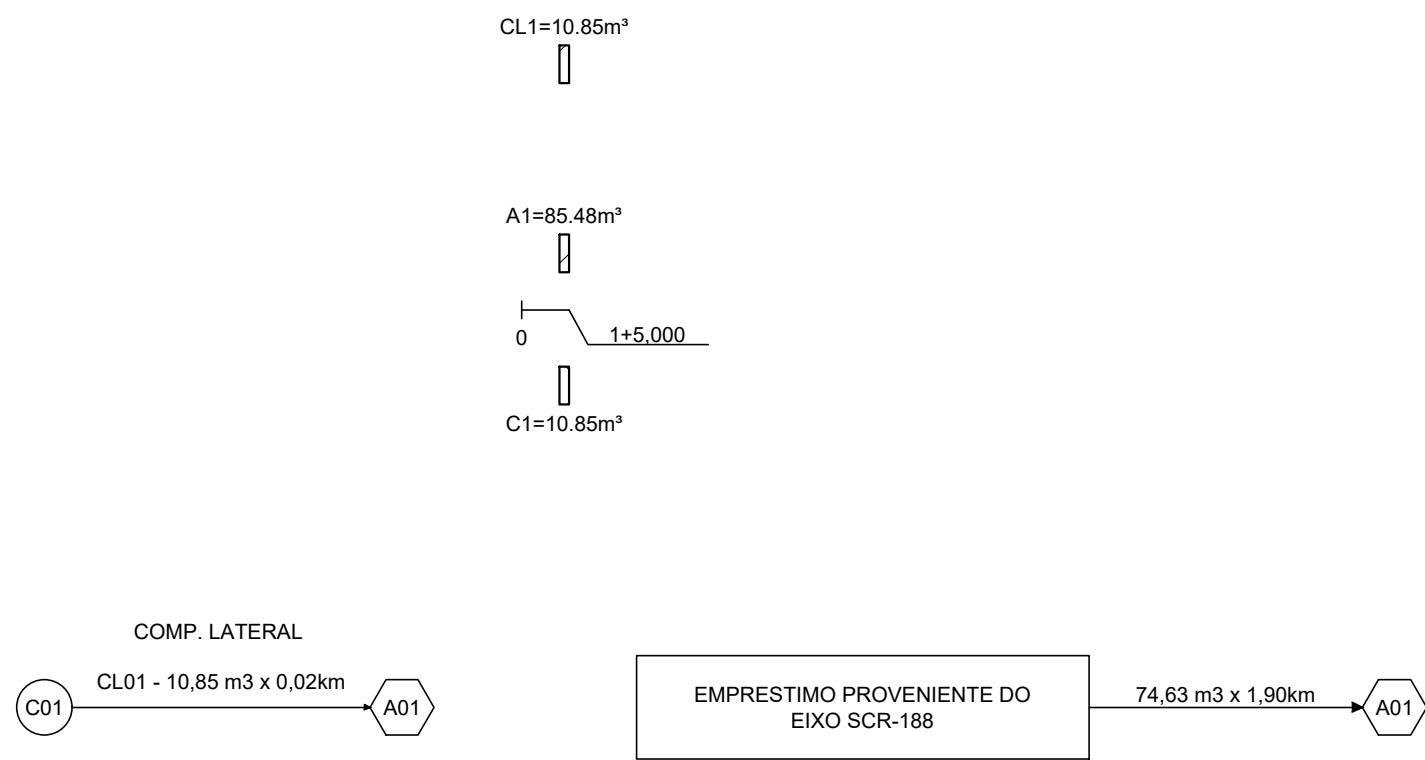 CL1=10.85m³
A1=85.48m³
0
1+5,000
C1=10.85m³
COMP. LATERAL
CL01 - 10,85 m3 x 0,02km
C01
A01
EMPRESTIMO PROVENIENTE DO
EIXO SCR-188
74,63 m3 x 1,90km
A01